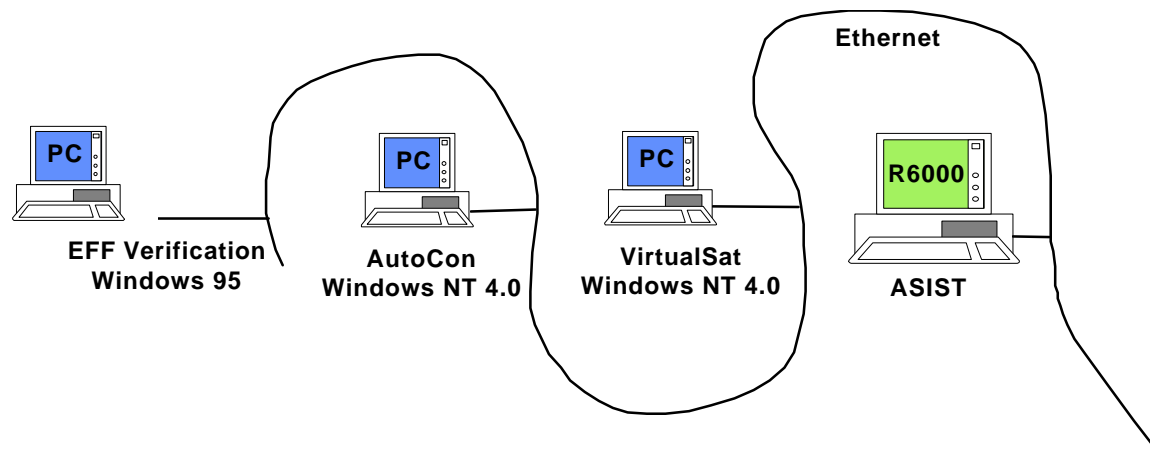 Ethernet
PC
PC
PC
R6000
EFF Verification
Windows 95
AutoCon
Windows NT 4.0
VirtualSat
Windows NT 4.0
ASIST